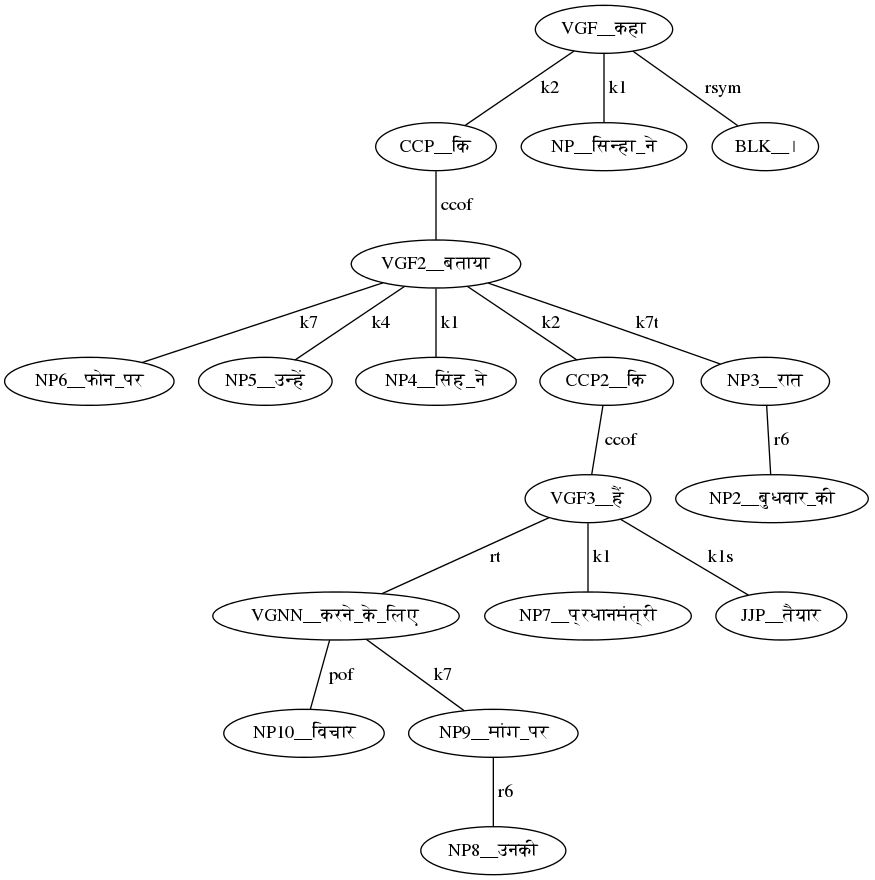 VGF__कहा
k2 k1 rsym
CCP__कि NP__सिन्हा_ने BLK__।
ccof
VGF2__बताया
k7 k4 k1 k2 k7t
NP6__फोन_पर NP5__उन्हें NP4__सिंह_ने CCP2__कि NP3__रात
ccof r6
VGF3__हैं NP2__बुधवार_की
rt k1 k1s
VGNN__करने_के_लिए NP7__प्रधानमंत्री JJP__तैयार
pof k7
NP10__विचार NP9__मांग_पर
r6
NP8__उनकी